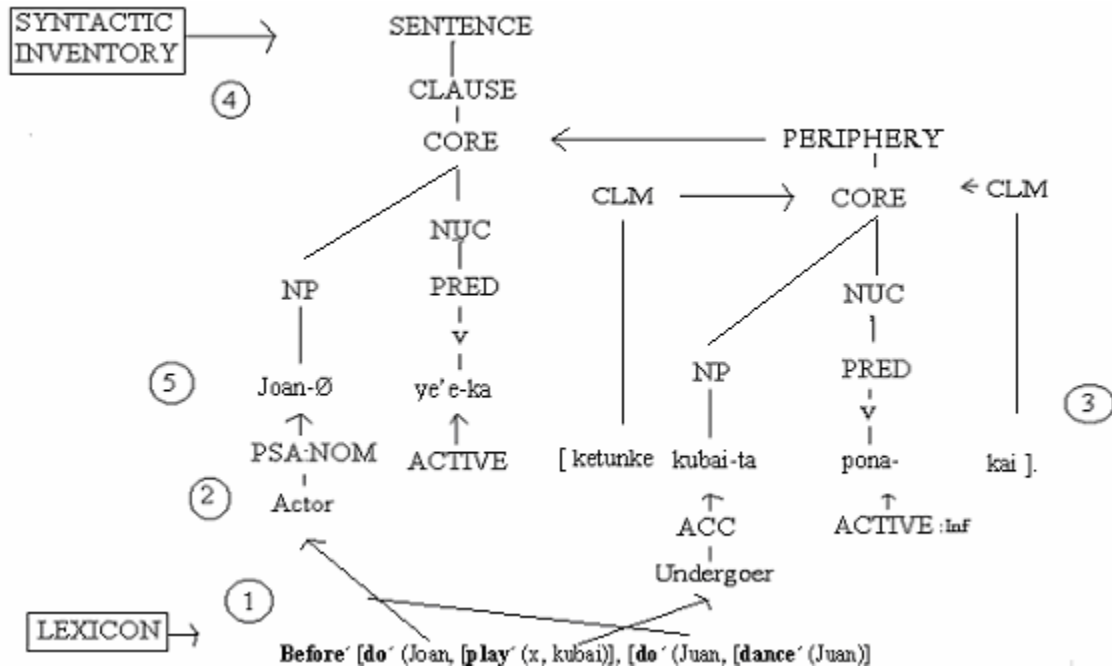 SYNTACTIC
INVENTORY
SENTENCE
④
CLAUSE
CORE
PERIPHERY
CLM
CORE
CLM
NUC
NP
PRED
NUC
v
NP
PRED
⑤
Joan-Ø
ye'e-ka
v
③
PSA:NOM
ACTIVE
[ ketunke
kubai-ta
pona-
kai ].
②
Actor
ACC
ACTIVE :Inf
Undergoer
①
LEXICON
Before′ [do′ (Joan, [play′ (x, kubai)], [do′ (Juan, [dance′ (Juan)]